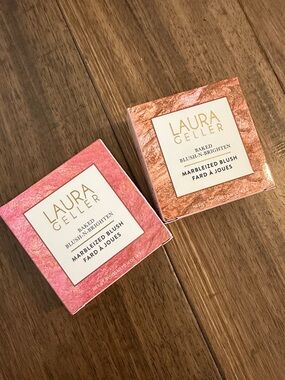 LAURA
GELLER
BAKED
BLUSH-N-BRIGHTEN
MARBLEIZED BLUSH
FARD À JOUES
LAURA
GELLER
BAKED
BLUSH-N-BRIGHTEN
MARBLEIZED BLUSH
FARD À JOUES